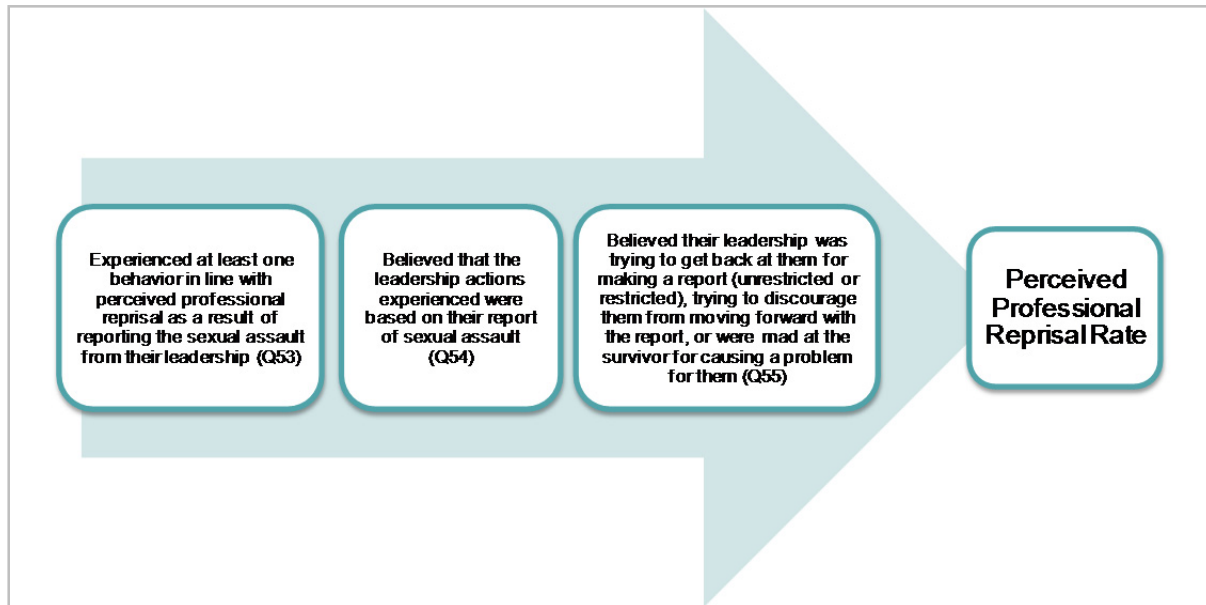 Experienced at least one
behavior in line with
perceived professional
reprisal as a result of
reporting the sexual assault
from their leadership (Q53)
Believed that the
leadership actions
experienced were
based on their report
of sexual assault
(Q54)
Believed their leadership was
trying to get back at them for
making a report (unrestricted or
restricted), trying to discourage
them from moving forward with
the report, or were mad at the
survivor for causing a problem
for them (Q55)
Perceived
Professional
Reprisal Rate